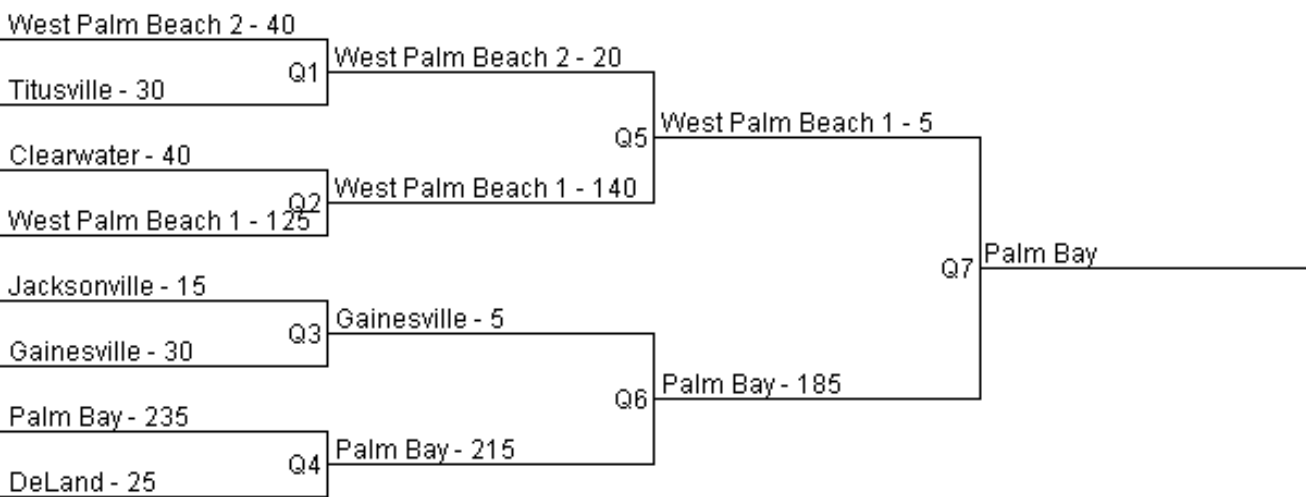 West Palm Beach 2 - 40
Q1
West Palm Beach 2 - 20
Titusville - 30
Q5
West Palm Beach 1 - 5
Clearwater - 40
Q2
West Palm Beach 1 - 140
West Palm Beach 1 - 125
Q7
Palm Bay
Jacksonville - 15
Q3
Gainesville - 5
Gainesville - 30
Q6
Palm Bay - 185
Palm Bay - 235
Q4
Palm Bay - 215
DeLand - 25